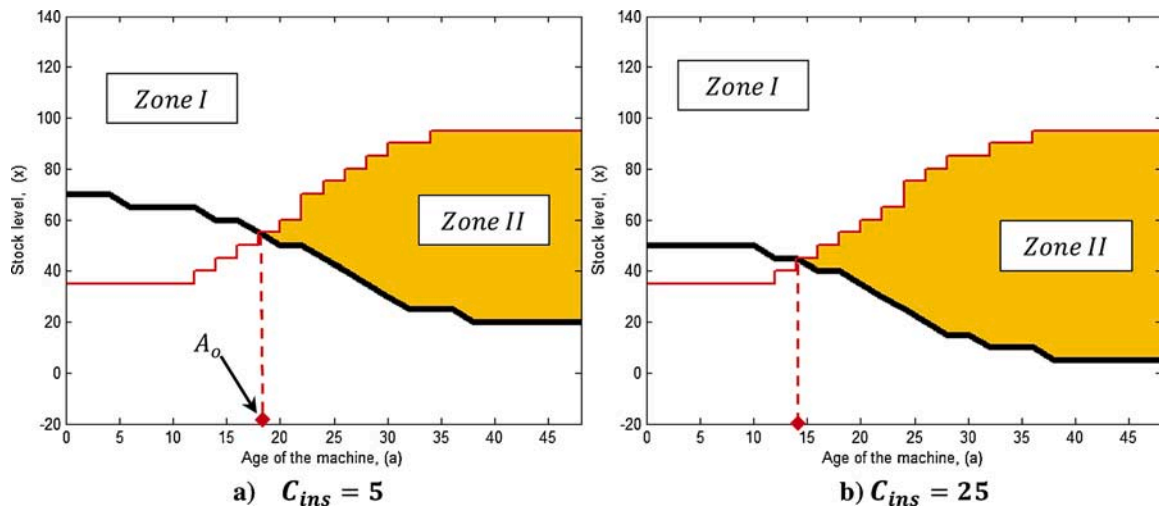 140
120
100
80
60
40
20
0
-20
Stock level, (x)
Zone I
Zone II
A_o
0 5 10 15 20 25 30 35 40 45
Age of the machine, (a)
a) C_ins = 5
140
120
100
80
60
40
20
0
-20
Stock level, (x)
Zone I
Zone II
0 5 10 15 20 25 30 35 40 45
Age of the machine, (a)
b) C_ins = 25